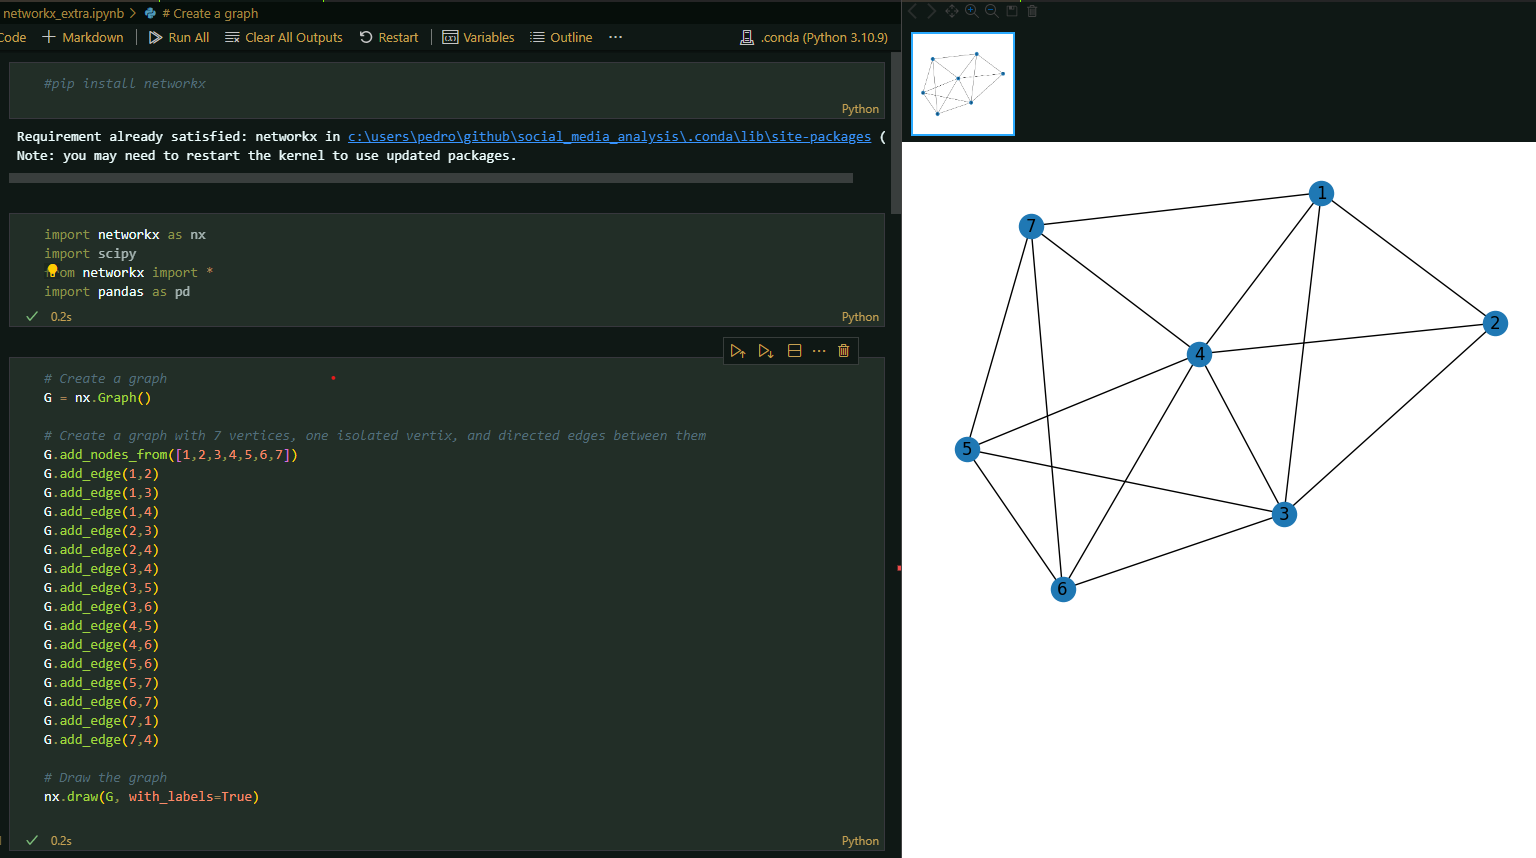 networkx_extra.ipynb > # Create a graph
ode + Markdown | Run All Clear All Outputs Restart | Variables Outline ··· .conda (Python 3.10.9)
#pip install networkx
Python
Requirement already satisfied: networkx in c:\users\pedro\github\social_media_analysis\.conda\lib\site-packages (
Note: you may need to restart the kernel to use updated packages.
import networkx as nx
import scipy
from networkx import *
import pandas as pd
0.2s
Python
# Create a graph
G = nx.Graph()
# Create a graph with 7 vertices, one isolated vertix, and directed edges between them
G.add_nodes_from([1,2,3,4,5,6,7])
G.add_edge(1,2)
G.add_edge(1,3)
G.add_edge(1,4)
G.add_edge(2,3)
G.add_edge(2,4)
G.add_edge(3,4)
G.add_edge(3,5)
G.add_edge(3,6)
G.add_edge(4,5)
G.add_edge(4,6)
G.add_edge(5,6)
G.add_edge(5,7)
G.add_edge(6,7)
G.add_edge(7,1)
G.add_edge(7,4)
# Draw the graph
nx.draw(G, with_labels=True)
0.2s
Python
1
7
2
4
5
3
6